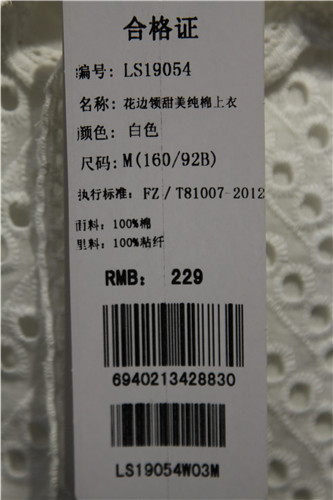 合格证
编号: LS19054
名称: 花边领甜美纯棉上衣
颜色: 白色
尺码: M(160/92B)
执行标准: FZ/T81007-2012
面料: 100%棉
里料: 100%粘纤
RMB: 229
6940213428830
LS19054W03M